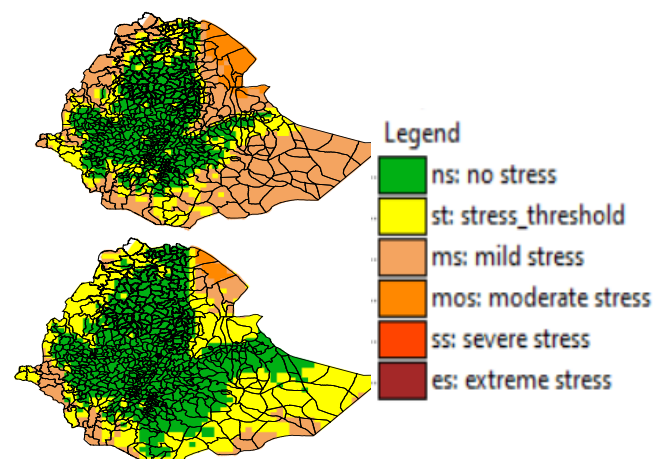 Legend
ns: no stress
st: stress_threshold
ms: mild stress
mos: moderate stress
ss: severe stress
es: extreme stress